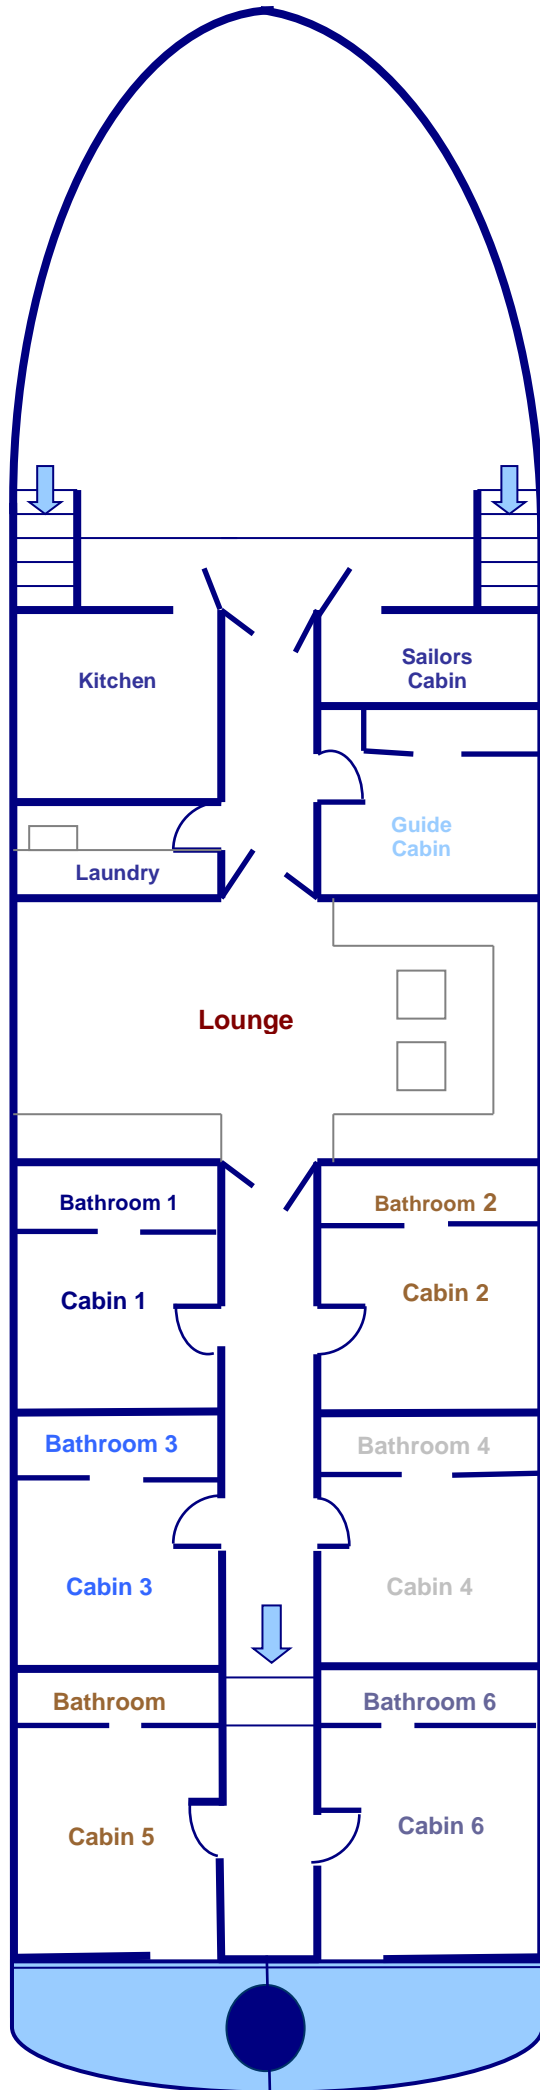 Kitchen
Sailors
Cabin
Guide
Cabin
Laundry
Lounge
Bathroom 1
Bathroom 2
Cabin 1
Cabin 2
Bathroom 3
Bathroom 4
Cabin 3
Cabin 4
Bathroom
Bathroom 6
Cabin 5
Cabin 6